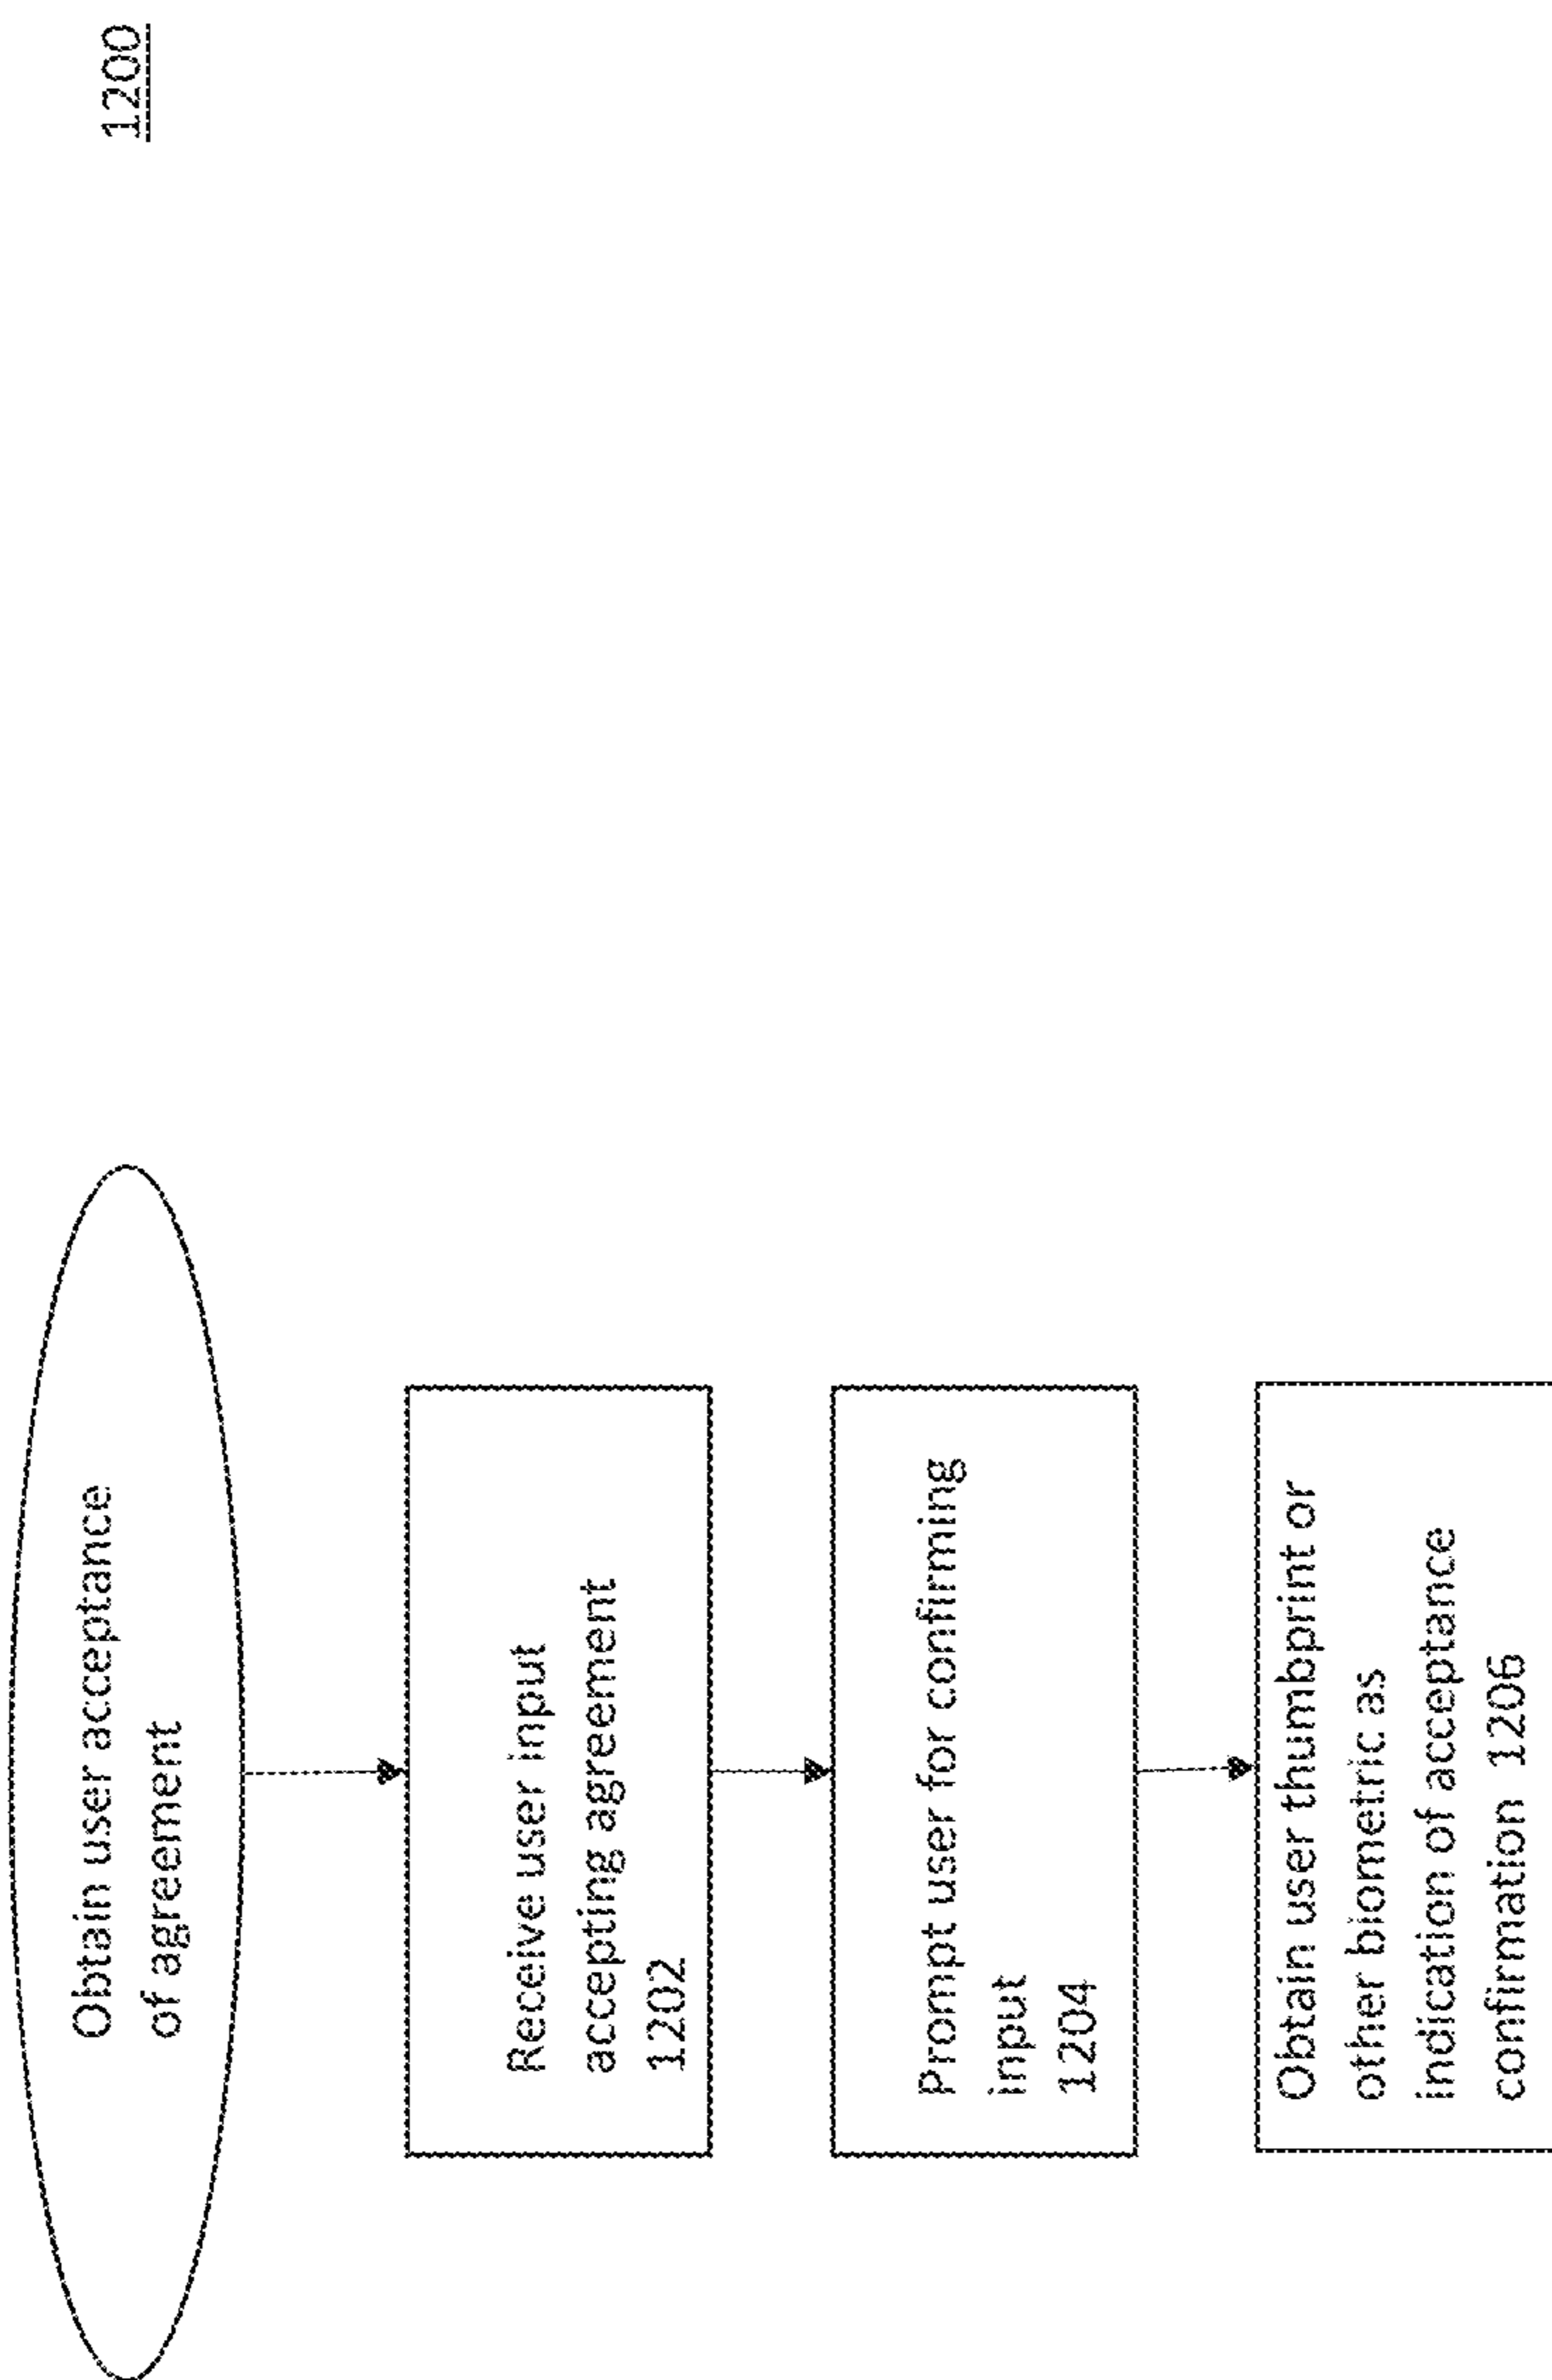 1200
Obtain user acceptance
of agreement
Receive user input
accepting agreement
1202
Prompt user for confirming
input
1204
Obtain user thumbprint or
other biometric as
indication of acceptance
confirmation 1206